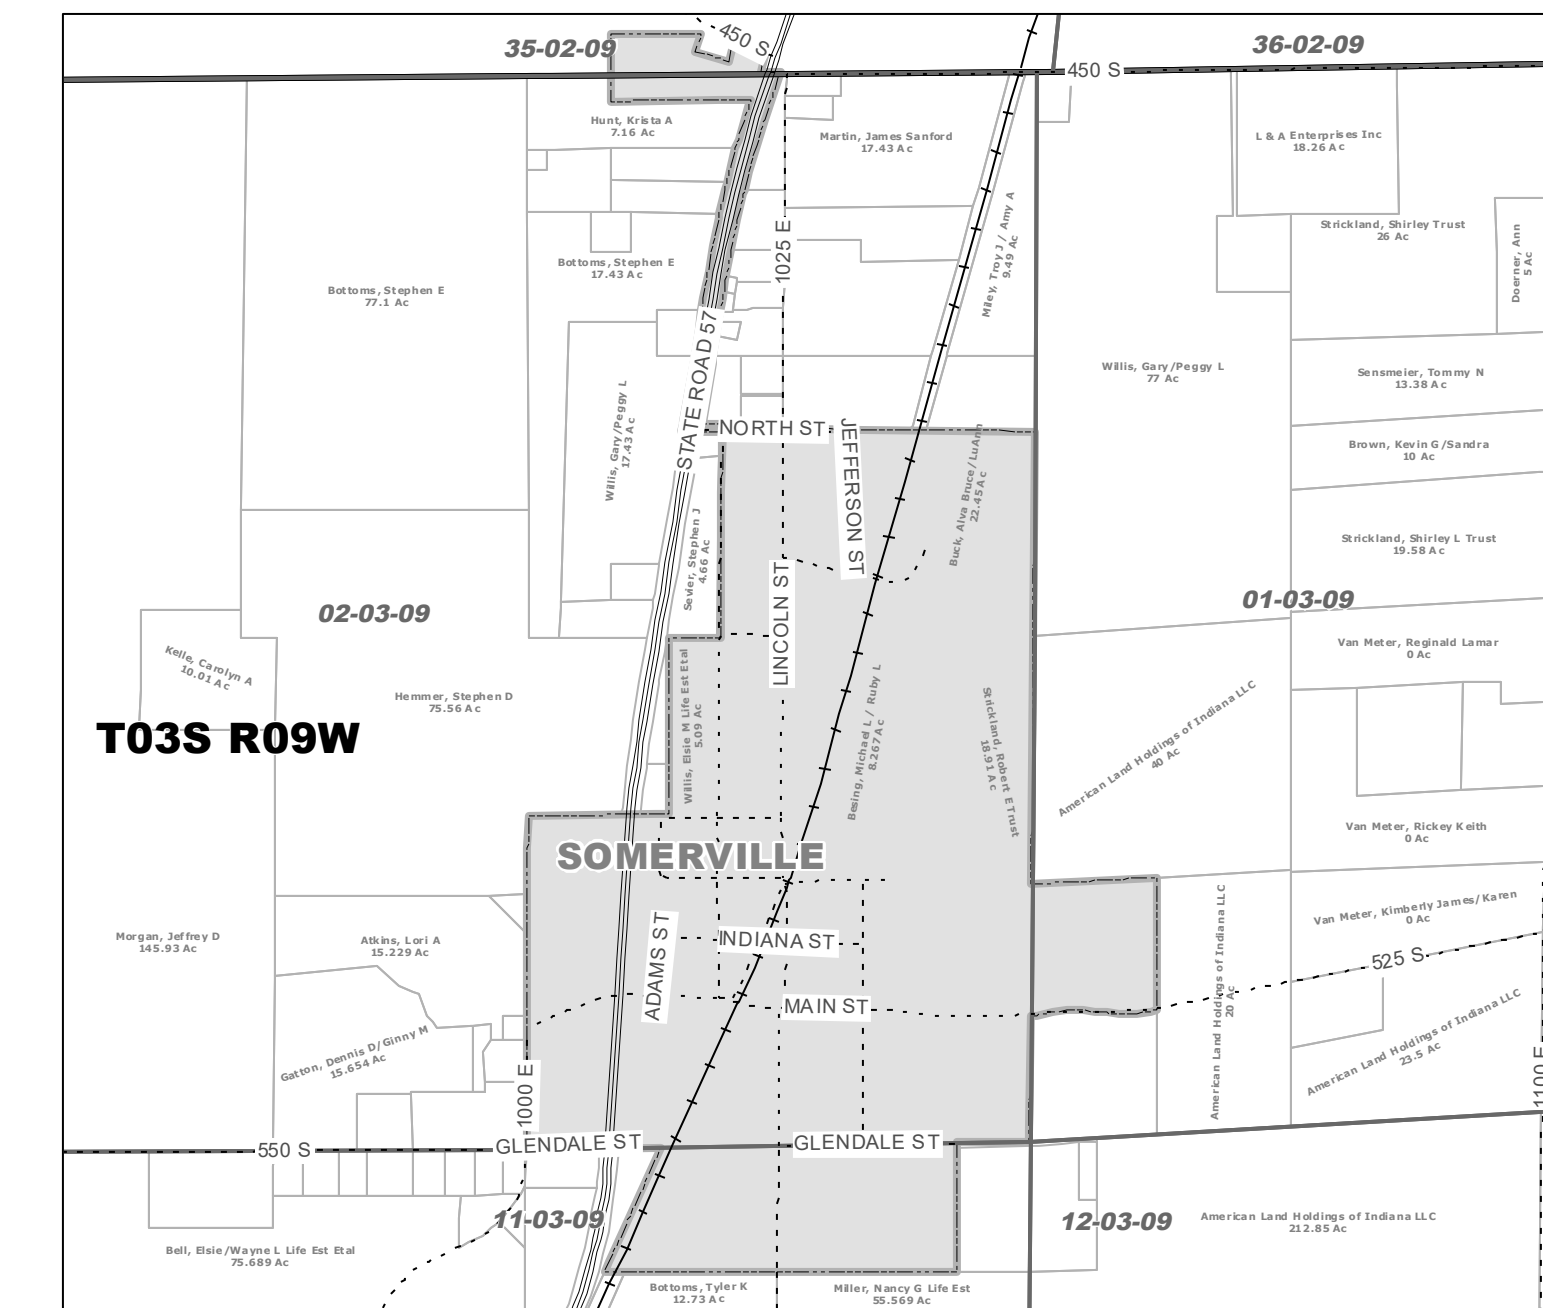 35-02-09
450 S
36-02-09
450 S
Hunt, Krista A
7.16 Ac
Martin, James Sanford
17.43 Ac
L & A Enterprises Inc
18.26 Ac
Strickland, Shirley Trust
26 Ac
Doerner, Ann
5 Ac
Miley, Troy J / Amy A
9.49 Ac
1025 E
Bottoms, Stephen E
17.43 Ac
Bottoms, Stephen E
77.1 Ac
STATE ROAD 57
Willis, Gary/Peggy L
77 Ac
Sensmeier, Tommy N
13.38 Ac
Willis, Gary/Peggy L
17.43 Ac
NORTH ST
JEFFERSON ST
Buck, Alva Bruce/LuAnn
22.45 Ac
Brown, Kevin G/Sandra
10 Ac
Sevier, Stephen J
4.66 Ac
Strickland, Shirley L Trust
19.58 Ac
LINCOLN ST
02-03-09
01-03-09
Kelle, Carolyn A
10.01 Ac
Van Meter, Reginald Lamar
0 Ac
Hemmer, Stephen D
75.56 Ac
Willis, Elsie M Life Est Etal
5.09 Ac
Besing, Michael L / Ruby L
8.267 Ac
Strickland, Robert E Trust
18.91 Ac
American Land Holdings of Indiana LLC
40 Ac
T03S R09W
Van Meter, Rickey Keith
0 Ac
SOMERVILLE
Van Meter, Kimberly James/Karen
0 Ac
Morgan, Jeffrey D
145.93 Ac
Atkins, Lori A
15.229 Ac
ADAMS ST
INDIANA ST
American Land Holdings of Indiana LLC
20 Ac
525 S
MAIN ST
American Land Holdings of Indiana LLC
23.5 Ac
Gatton, Dennis D/Ginny M
15.654 Ac
1000 E
1100 E
550 S
GLENDALE ST
GLENDALE ST
11-03-09
12-03-09
American Land Holdings of Indiana LLC
212.85 Ac
Bell, Elsie/Wayne L Life Est Etal
75.689 Ac
Bottoms, Tyler K
12.73 Ac
Miller, Nancy G Life Est
55.569 Ac